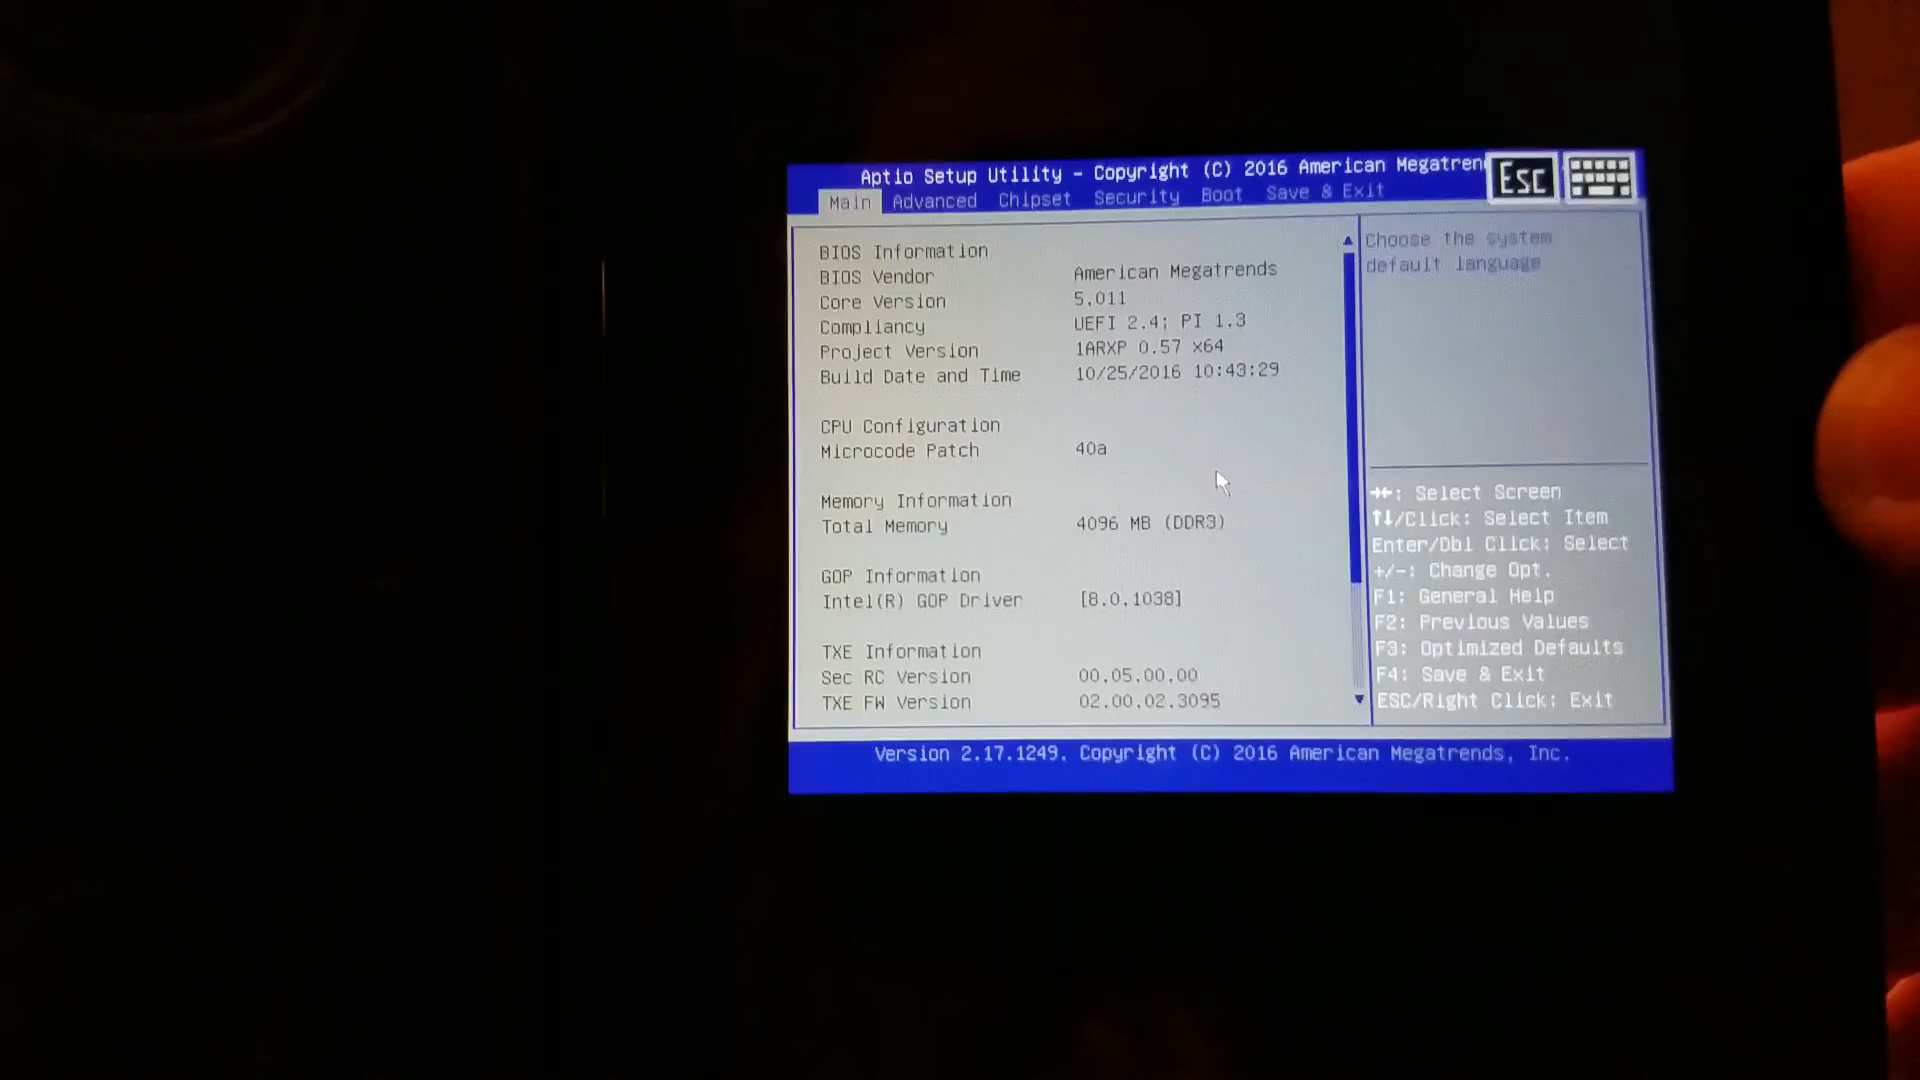 Aptio Setup Utility - Copyright (C) 2016 American Megatren
Esc
Main Advanced Chipset Security Boot Save & Exit
BIOS Information
BIOS Vendor American Megatrends
Core Version 5.011
Compliancy UEFI 2.4; PI 1.3
Project Version 1ARXP 0.57 x64
Build Date and Time 10/25/2016 10:43:29
CPU Configuration
Microcode Patch 40a
Memory Information
Total Memory 4096 MB (DDR3)
GOP Information
Intel(R) GOP Driver [8.0.1038]
TXE Information
Sec RC Version 00.05.00.00
TXE FW Version 02.00.02.3095
Choose the system
default language
→←: Select Screen
↑↓/Click: Select Item
Enter/Dbl Click: Select
+/-: Change Opt.
F1: General Help
F2: Previous Values
F3: Optimized Defaults
F4: Save & Exit
ESC/Right Click: Exit
Version 2.17.1249. Copyright (C) 2016 American Megatrends, Inc.